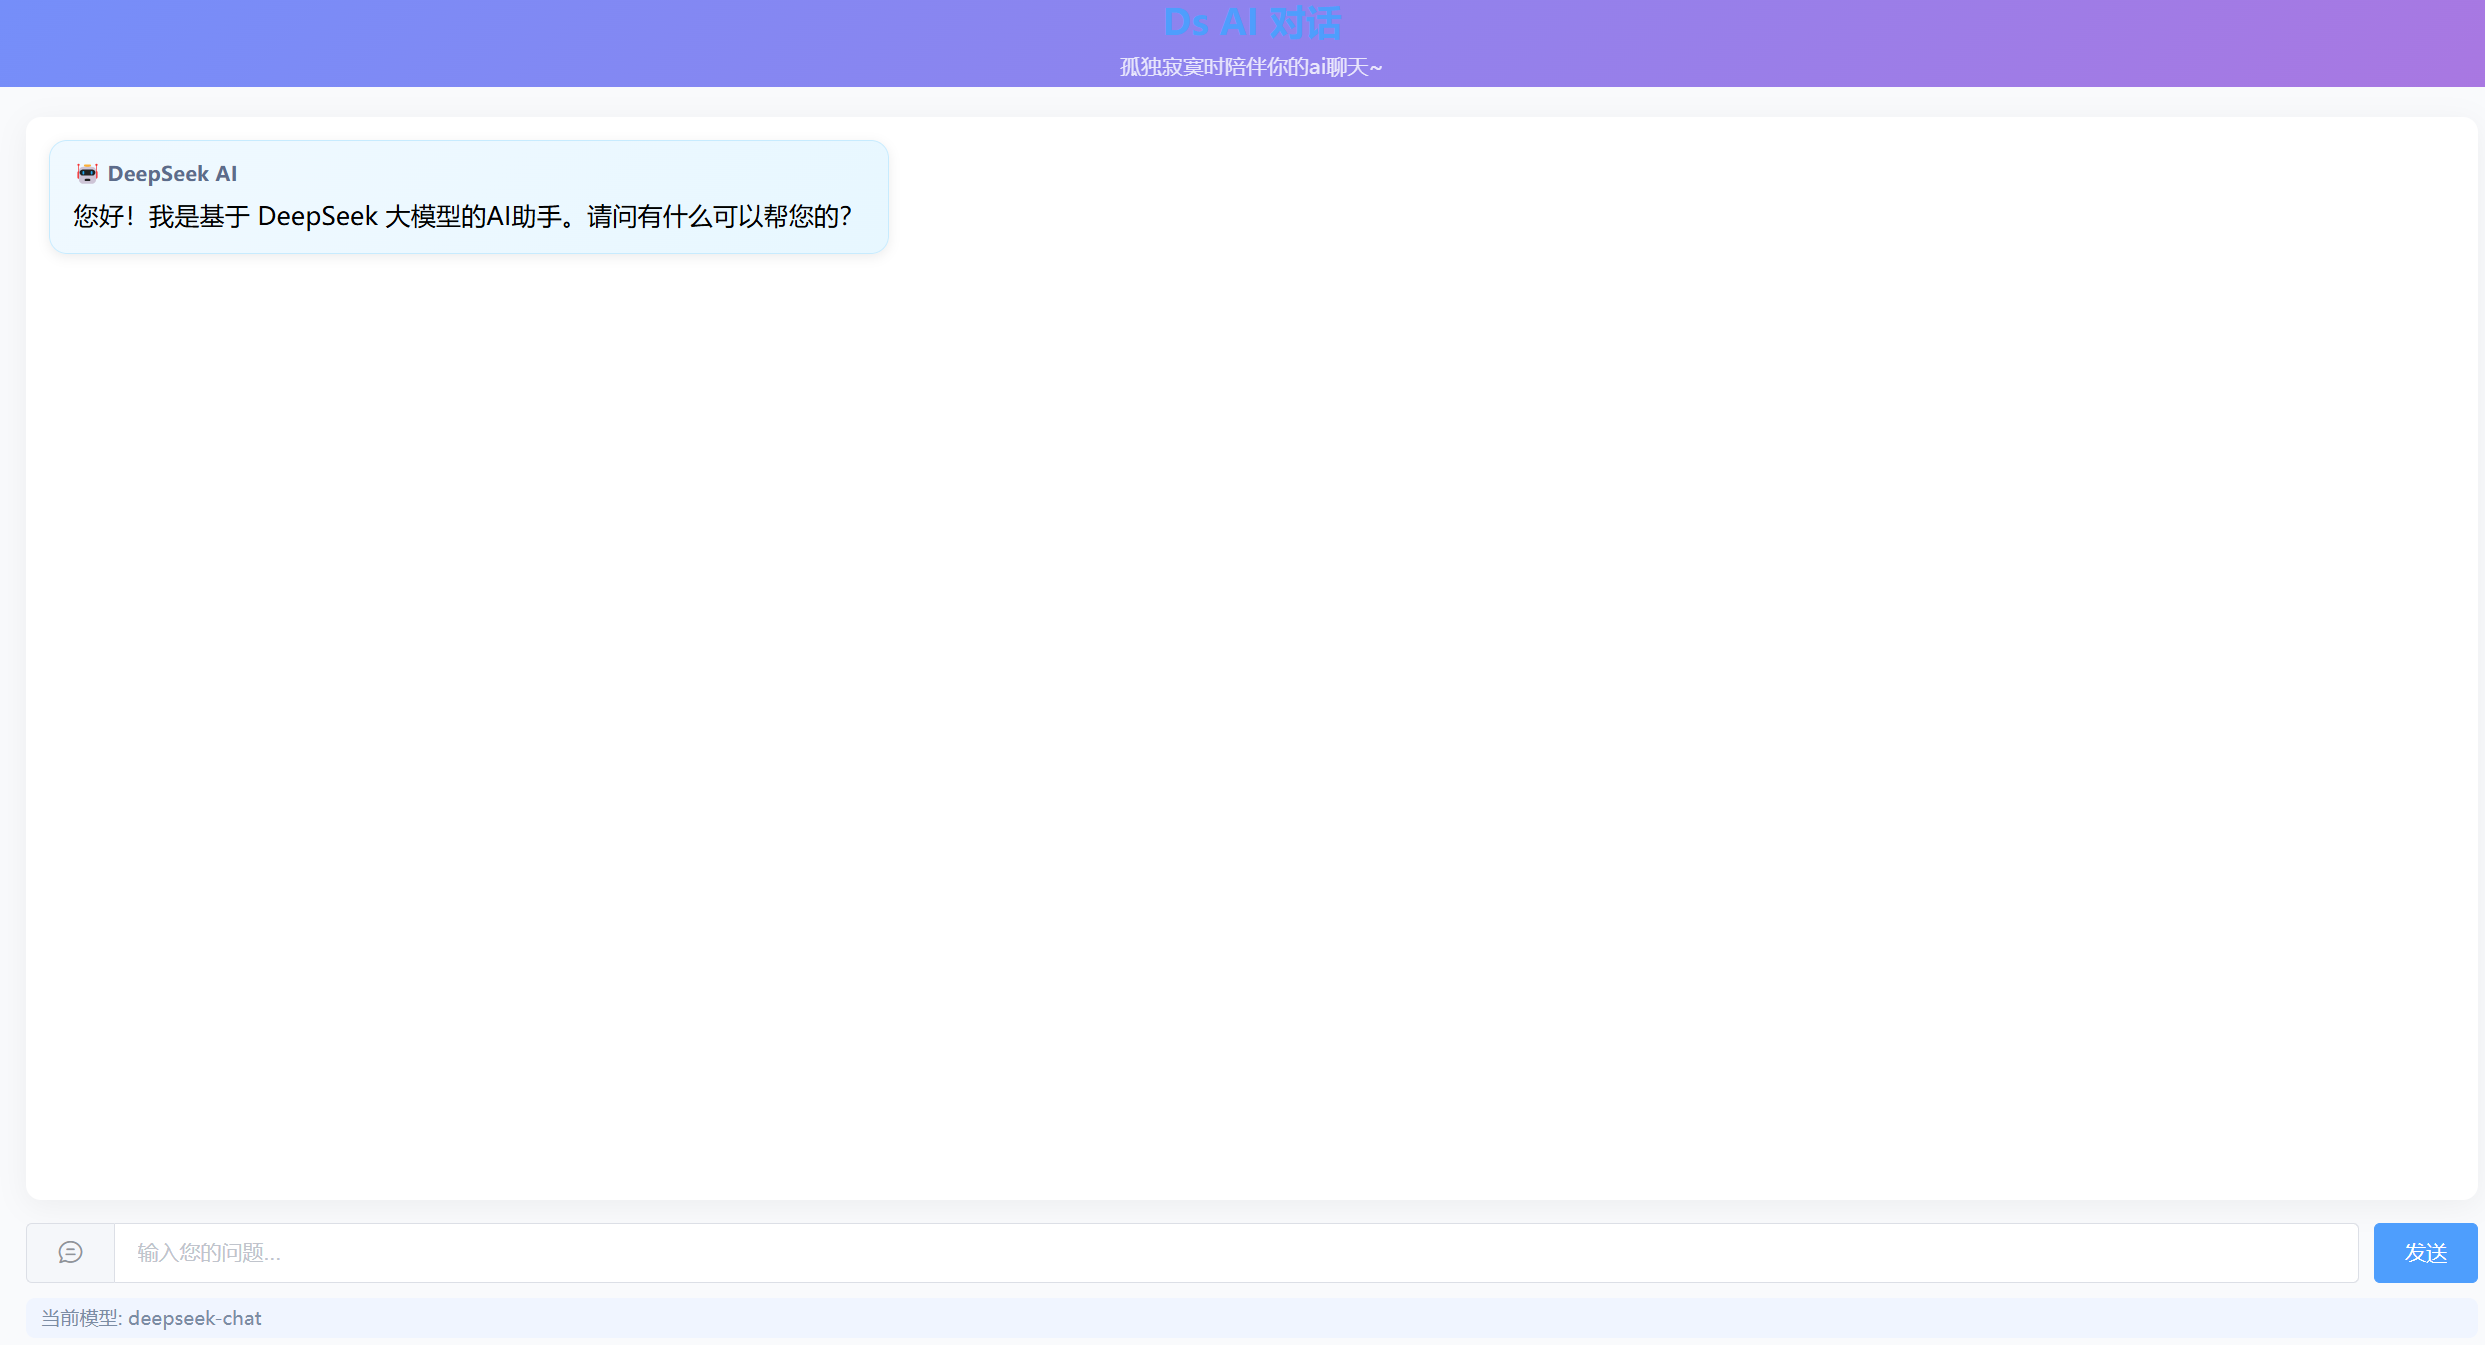 Ds AI 对话
孤独寂寞时陪伴你的ai聊天~
DeepSeek AI
您好！我是基于 DeepSeek 大模型的AI助手。请问有什么可以帮您的？
输入您的问题...
发送
当前模型: deepseek-chat